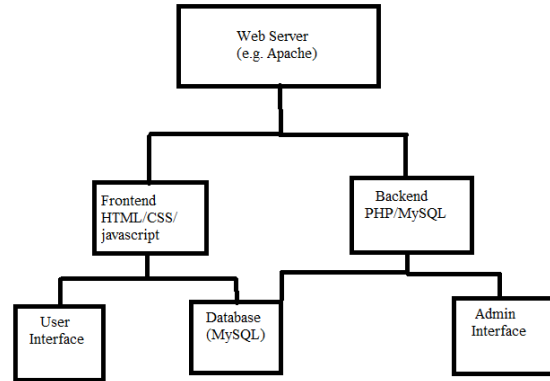 Web Server
(e.g. Apache)
Frontend
HTML/CSS/
javascript
Backend
PHP/MySQL
User
Interface
Database
(MySQL)
Admin
Interface